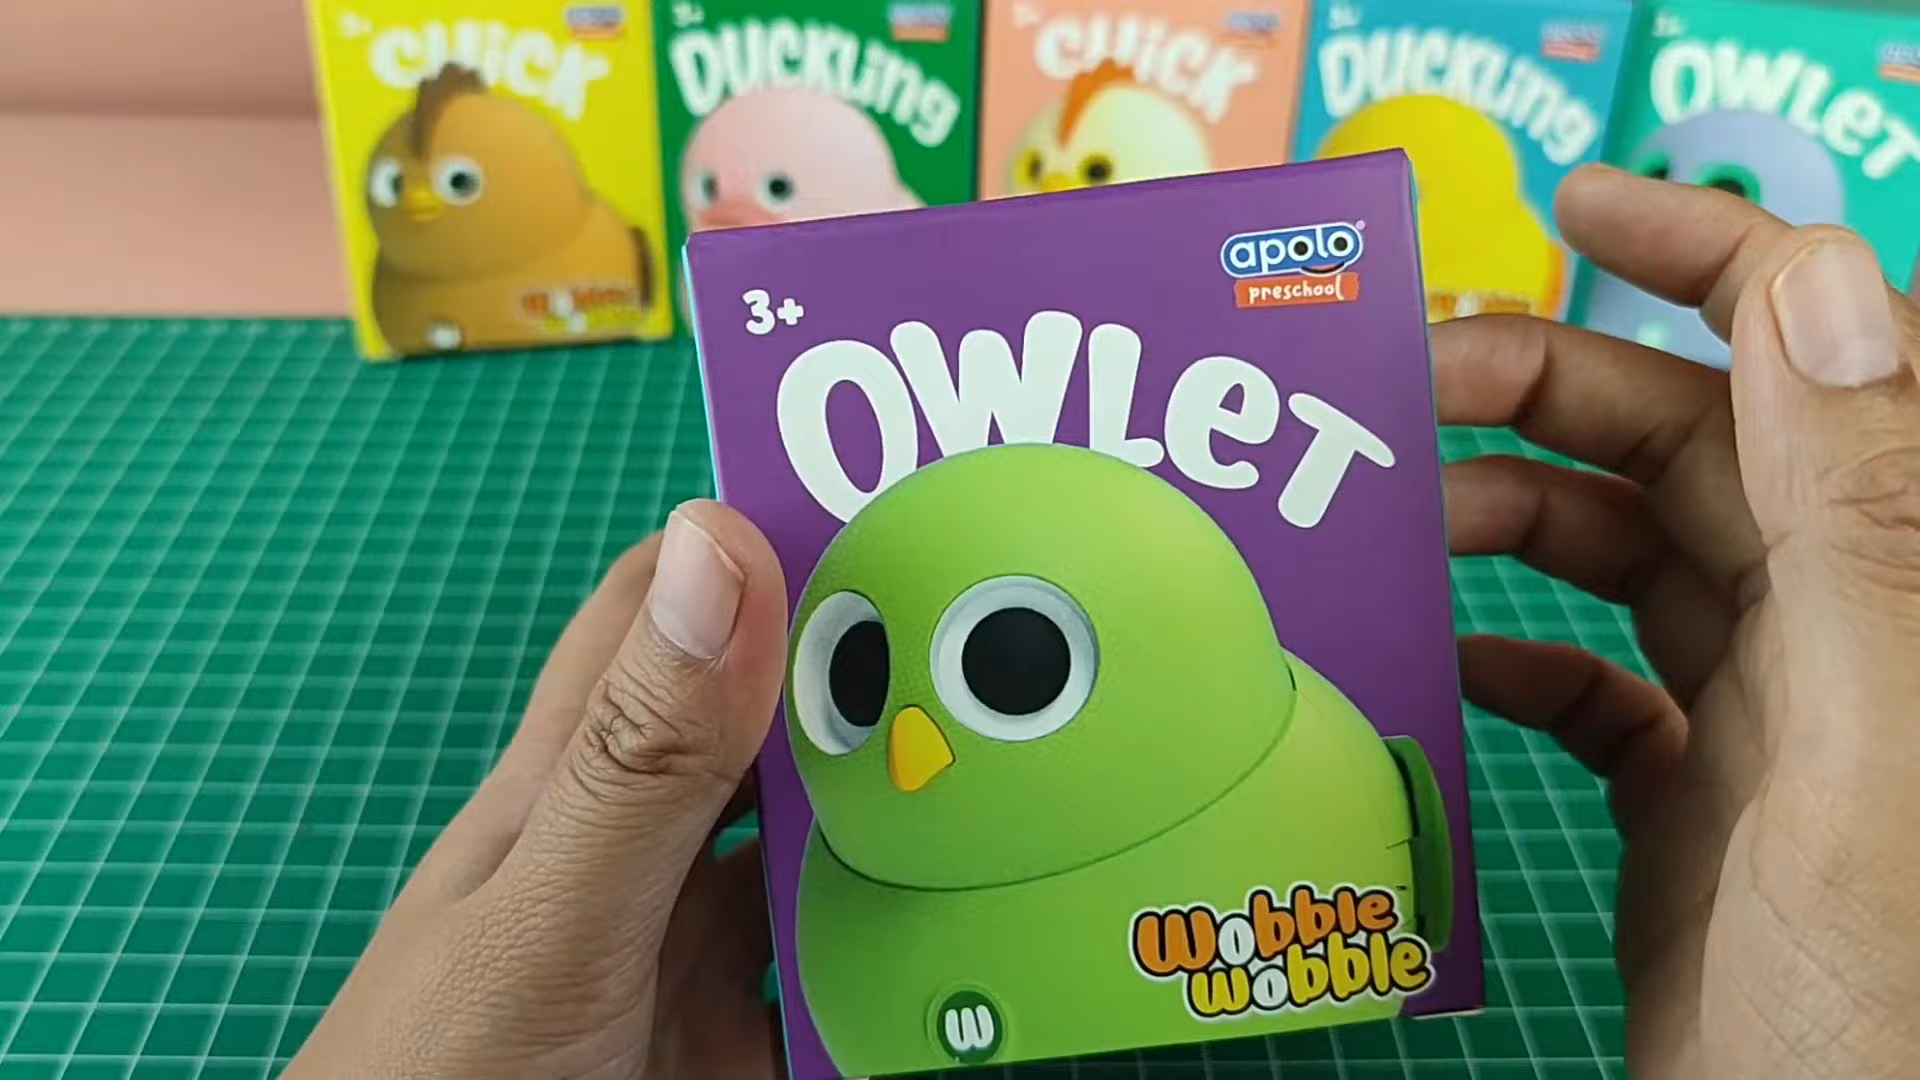 CHICK
DUCKLING
CHICK
DUCKLING
OWLET
3+
apolo
preschool
OWLET
Wobble
wobble
W